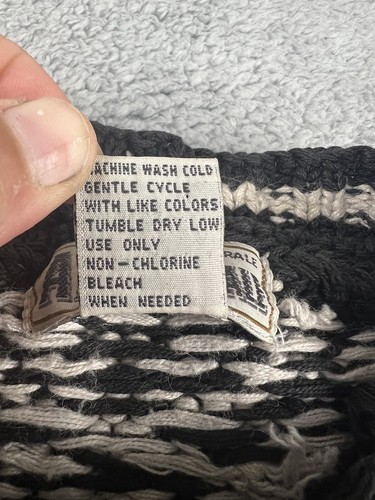 MACHINE WASH COLD
GENTLE CYCLE
WITH LIKE COLORS
TUMBLE DRY LOW
USE ONLY
NON-CHLORINE
BLEACH
WHEN NEEDED